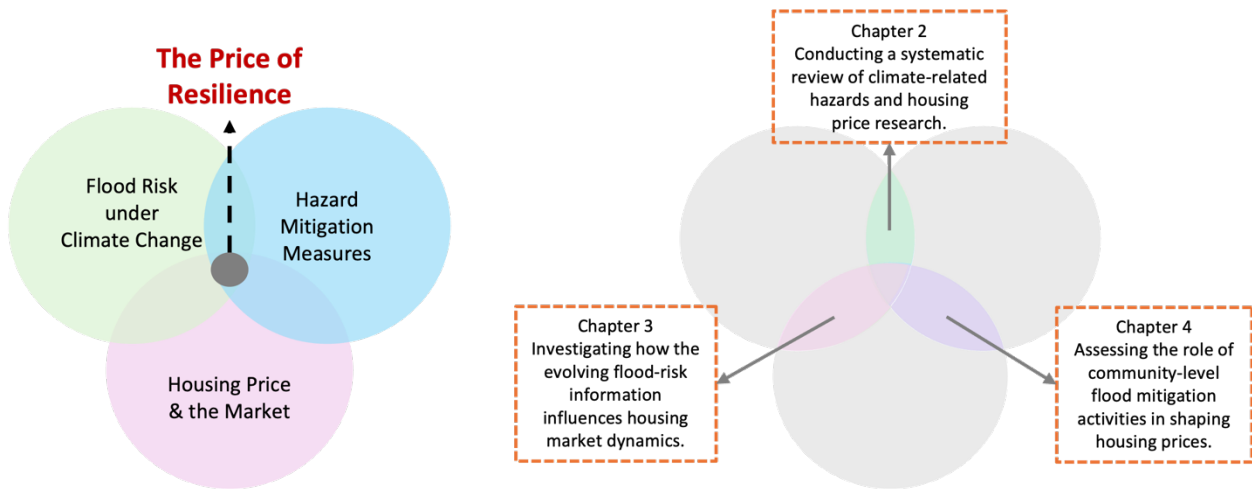 The Price of
Resilience
Flood Risk
under
Climate Change
Hazard
Mitigation
Measures
Housing Price
& the Market
Chapter 2
Conducting a systematic
review of climate-related
hazards and housing
price research.
Chapter 3
Investigating how the
evolving flood-risk
information
influences housing
market dynamics.
Chapter 4
Assessing the role of
community-level
flood mitigation
activities in shaping
housing prices.